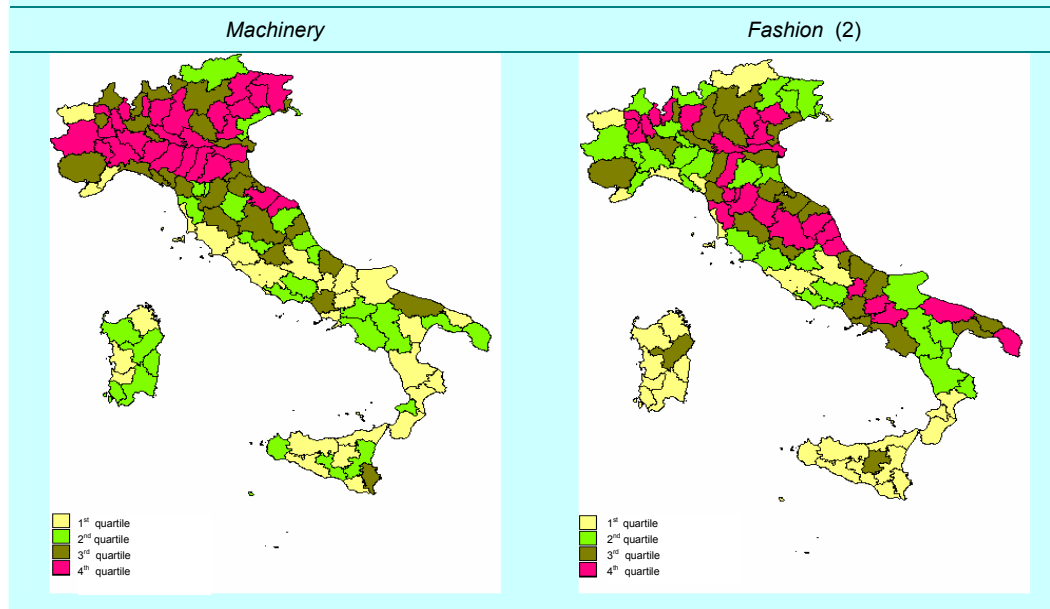 Machinery
Fashion (2)
1st quartile
2nd quartile
3rd quartile
4th quartile
1st quartile
2nd quartile
3rd quartile
4th quartile